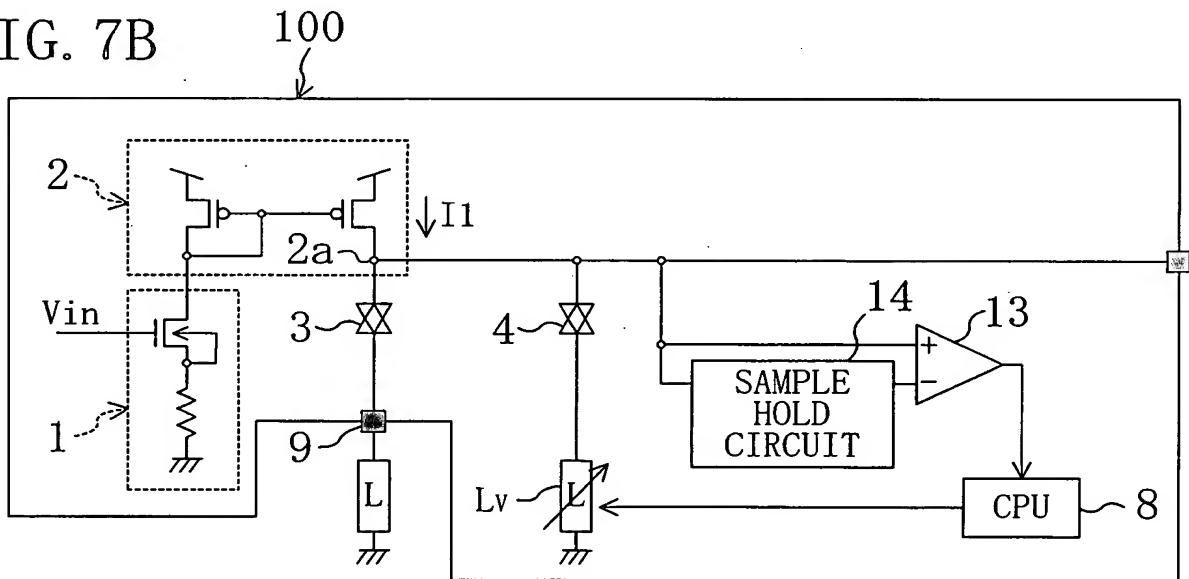 IG. 7B
100
2
I1
2a
Vin
3
4
14
13
+
−
SAMPLE
HOLD
CIRCUIT
1
9
L
Lv
L
CPU
8